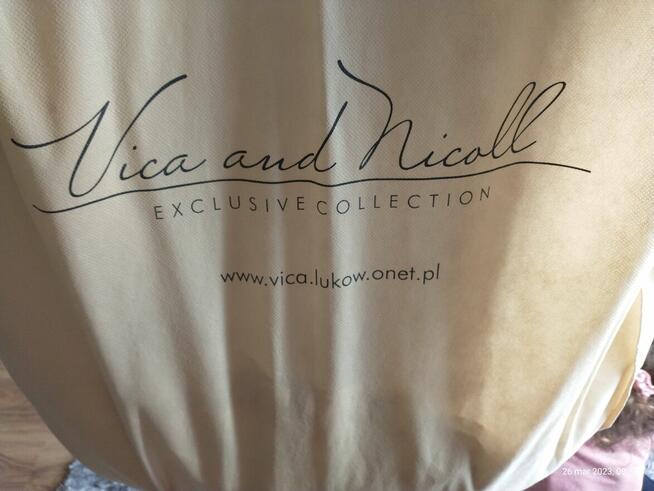 Vica and Nicoll
EXCLUSIVE COLLECTION
www.vica.lukow.onet.pl
26 mar 2023,